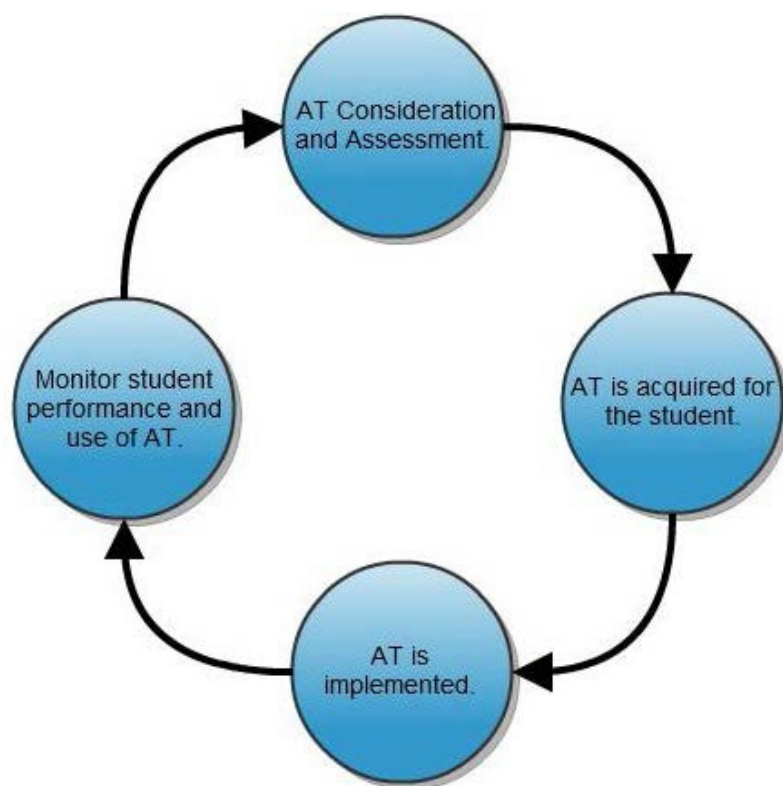 AT Consideration
and Assessment.
AT is acquired for
the student.
AT is
implemented.
Monitor student
performance and
use of AT.